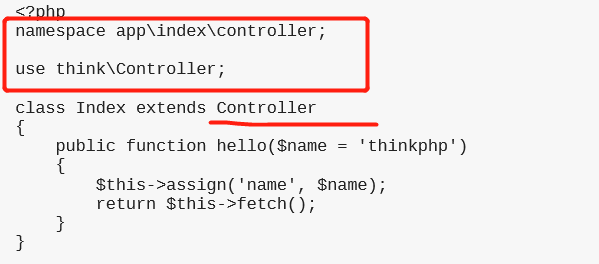 <?php
namespace app\index\controller;
use think\Controller;
class Index extends Controller
{
    public function hello($name = 'thinkphp')
    {
        $this->assign('name', $name);
        return $this->fetch();
    }
}